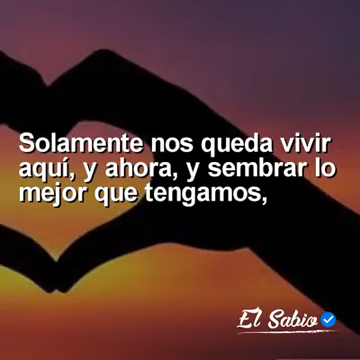 Solamente nos queda vivir
aquí, y ahora, y sembrar lo
mejor que tengamos,
El Sabio